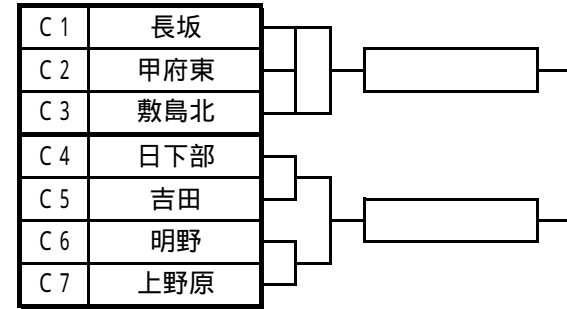 C1 長坂
C2 甲府東
C3 敷島北
C4 日下部
C5 吉田
C6 明野
C7 上野原